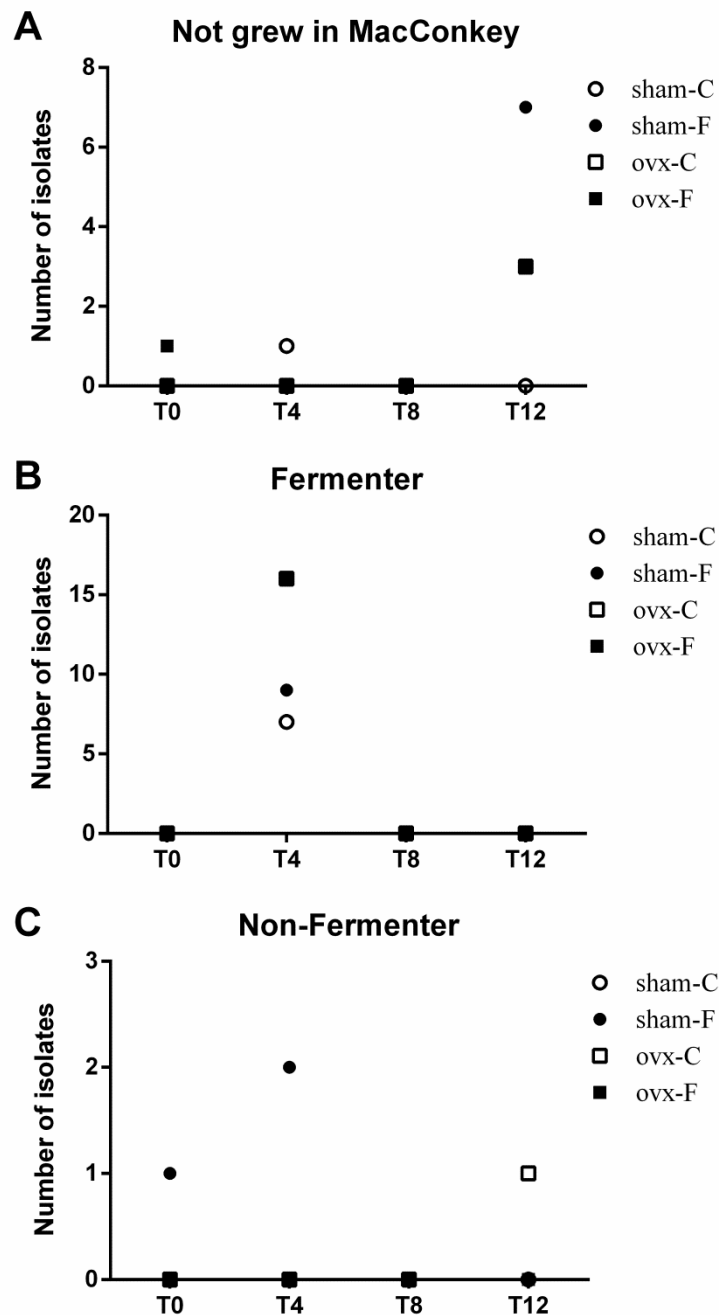 A
Not grew in MacConkey
Number of isolates
8
6
4
2
0
T0 T4 T8 T12
sham-C
sham-F
ovx-C
ovx-F
B
Fermenter
Number of isolates
20
15
10
5
0
T0 T4 T8 T12
sham-C
sham-F
ovx-C
ovx-F
C
Non-Fermenter
Number of isolates
3
2
1
0
T0 T4 T8 T12
sham-C
sham-F
ovx-C
ovx-F